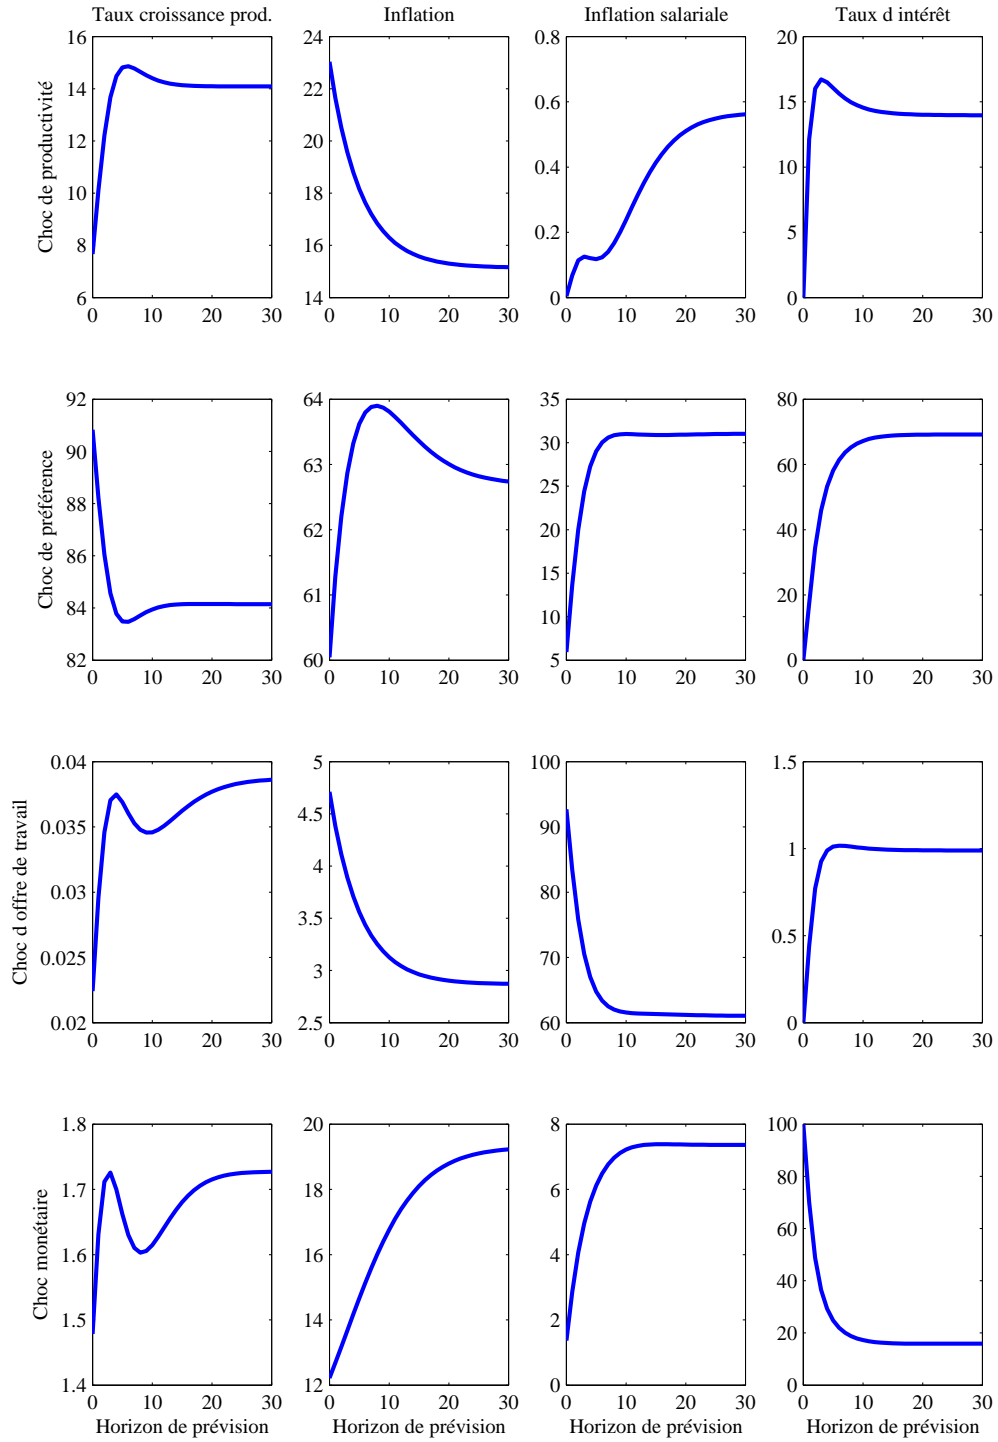 Taux croissance prod. Inflation Inflation salariale Taux d intérêt
Choc de productivité
16 14 12 10 8 6
0 10 20 30
24 22 20 18 16 14
0 10 20 30
0.8 0.6 0.4 0.2 0
0 10 20 30
20 15 10 5 0
0 10 20 30
Choc de préférence
92 90 88 86 84 82
0 10 20 30
64 63 62 61 60
0 10 20 30
35 30 25 20 15 10 5
0 10 20 30
80 60 40 20 0
0 10 20 30
Choc d offre de travail
0.04 0.035 0.03 0.025 0.02
0 10 20 30
5 4.5 4 3.5 3 2.5
0 10 20 30
100 90 80 70 60
0 10 20 30
1.5 1 0.5 0
0 10 20 30
Choc monétaire
1.8 1.7 1.6 1.5 1.4
0 10 20 30
20 18 16 14 12
0 10 20 30
8 6 4 2 0
0 10 20 30
100 80 60 40 20 0
0 10 20 30
Horizon de prévision Horizon de prévision Horizon de prévision Horizon de prévision